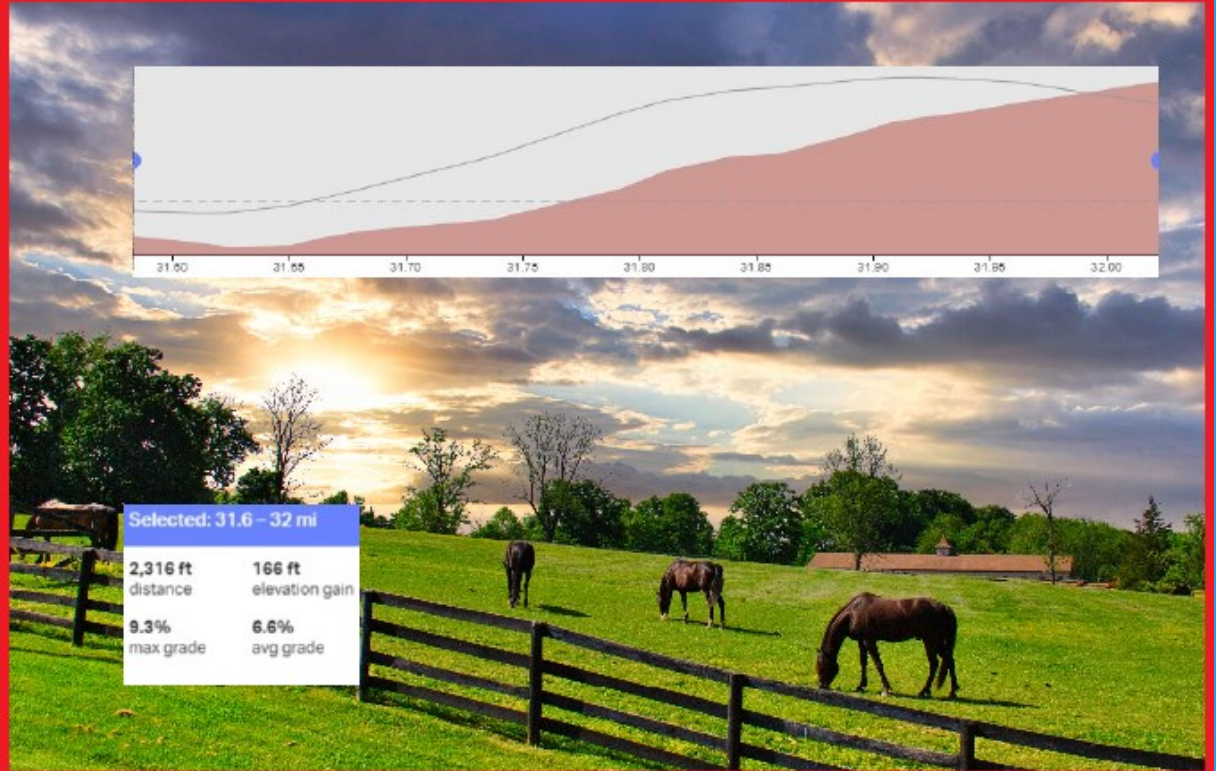 31.60 31.65 31.70 31.75 31.80 31.85 31.90 31.95 32.00
Selected: 31.6 – 32 mi
2,316 ft 166 ft
distance elevation gain
9.3% 6.6%
max grade avg grade